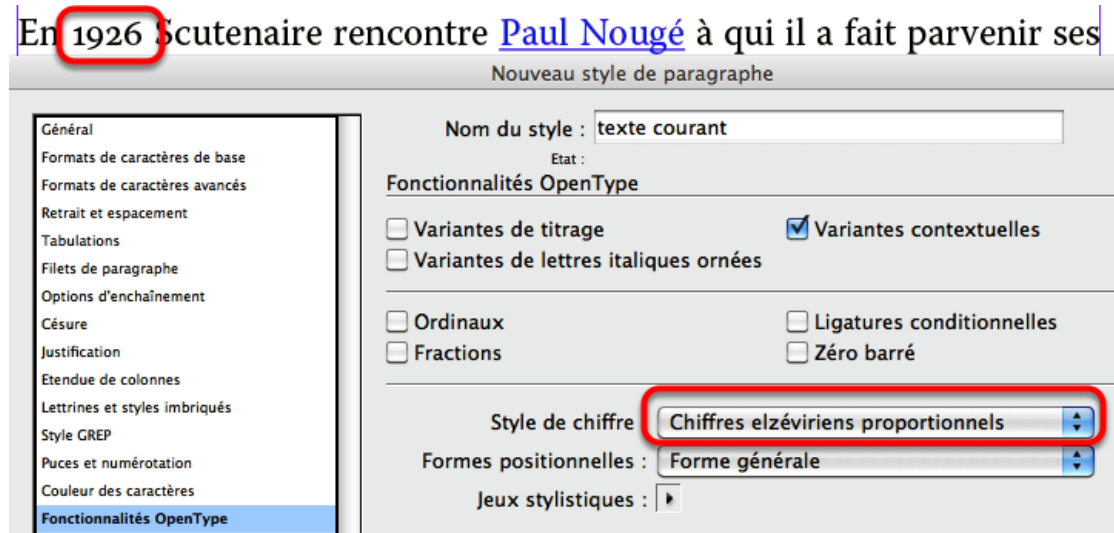 En 1926 Scutenaire rencontre Paul Nougé à qui il a fait parvenir ses
Nouveau style de paragraphe
Général
Formats de caractères de base
Formats de caractères avancés
Retrait et espacement
Tabulations
Filets de paragraphe
Options d'enchaînement
Césure
Justification
Etendue de colonnes
Lettrines et styles imbriqués
Style GREP
Puces et numérotation
Couleur des caractères
Fonctionnalités OpenType
Nom du style : texte courant
Etat :
Fonctionnalités OpenType
Variantes de titrage
Variantes contextuelles
Variantes de lettres italiques ornées
Ordinaux
Ligatures conditionnelles
Fractions
Zéro barré
Style de chiffre Chiffres elzéviriens proportionnels
Formes positionnelles : Forme générale
Jeux stylistiques :